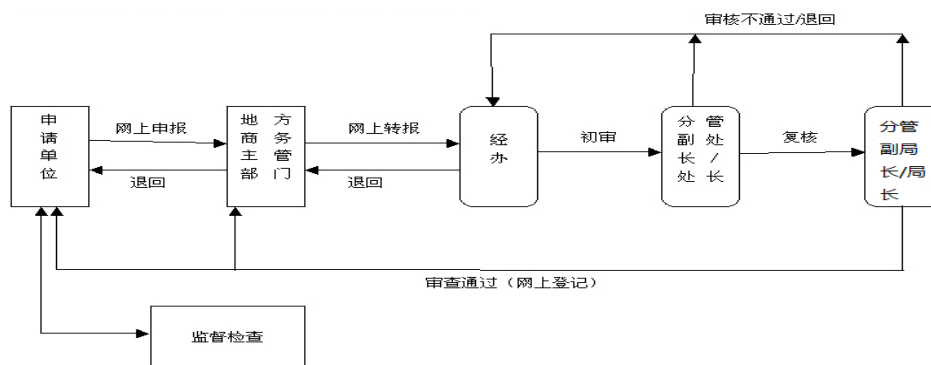 审核不通过/退回
申
请
单
位
网上申报
退回
地 方
商 务
主 管
部 门
网上转报
退回
经
办
初审
分 管
副 处
长 /
处 长
复核
分管
副局
长/局
长
审查通过（网上登记）
监督检查